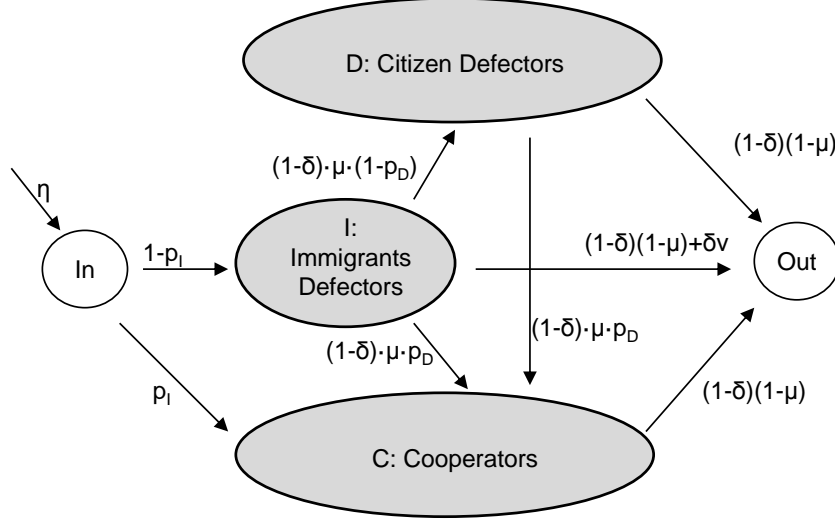 D: Citizen Defectors
(1-δ)(1-μ)
(1-δ)·μ·(1-p_D)
η
I:
Immigrants
Defectors
(1-δ)(1-μ)+δv
In
1-p_I
Out
(1-δ)·μ·p_D
(1-δ)·μ·p_D
p_I
(1-δ)(1-μ)
C: Cooperators